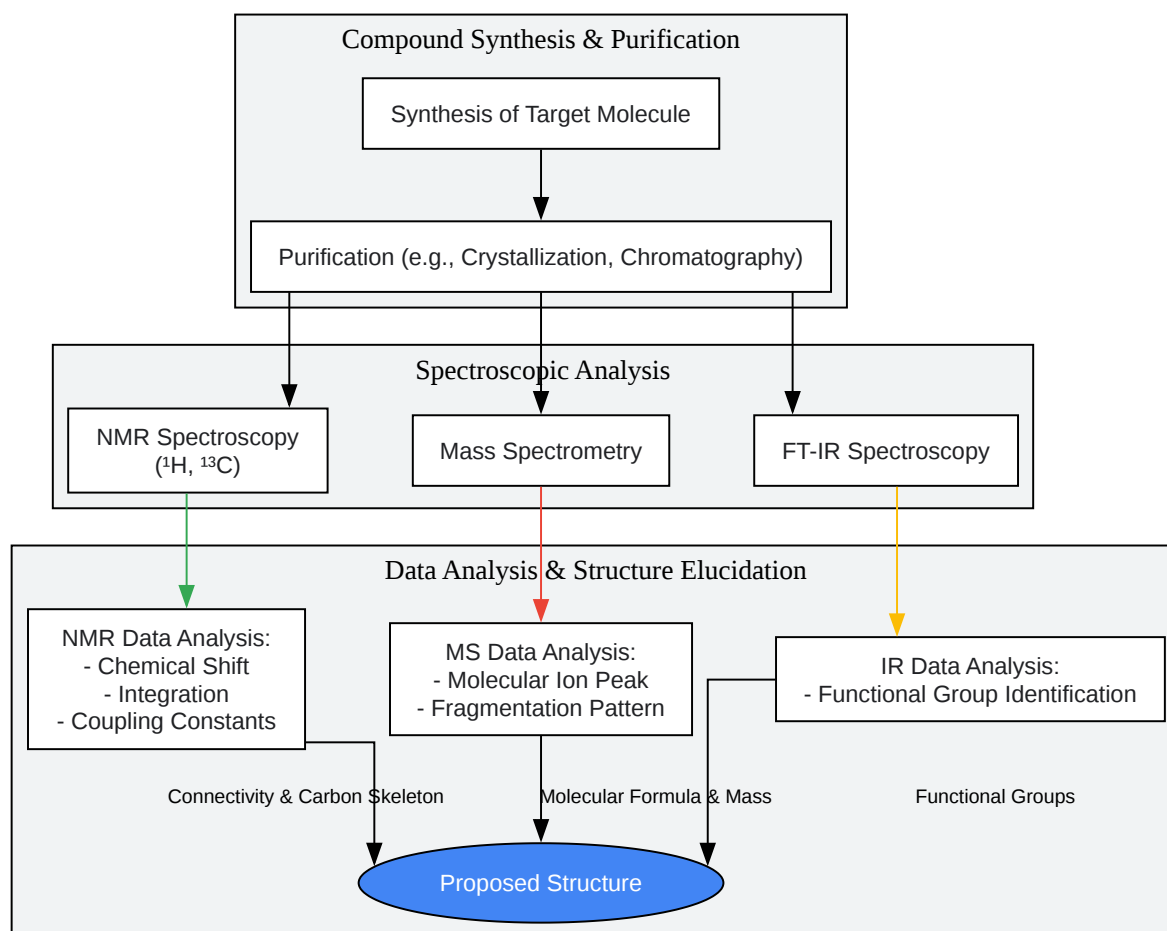 Compound Synthesis & Purification
Synthesis of Target Molecule
Purification (e.g., Crystallization, Chromatography)
Spectroscopic Analysis
NMR Spectroscopy
(¹H, ¹³C)
Mass Spectrometry
FT-IR Spectroscopy
Data Analysis & Structure Elucidation
NMR Data Analysis:
- Chemical Shift
- Integration
- Coupling Constants
MS Data Analysis:
- Molecular Ion Peak
- Fragmentation Pattern
IR Data Analysis:
- Functional Group Identification
Connectivity & Carbon Skeleton
Molecular Formula & Mass
Functional Groups
Proposed Structure